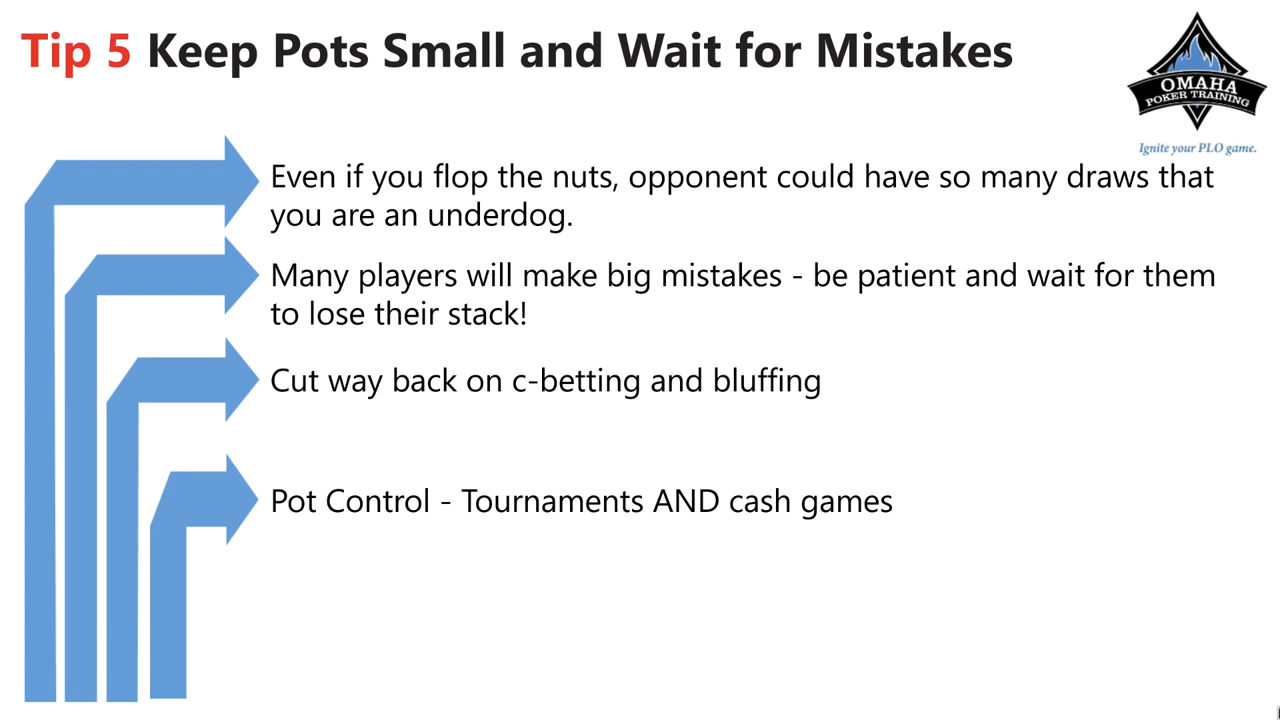 Tip 5 Keep Pots Small and Wait for Mistakes
OMAHA
POKER TRAINING
Ignite your PLO game.
Even if you flop the nuts, opponent could have so many draws that
you are an underdog.
Many players will make big mistakes - be patient and wait for them
to lose their stack!
Cut way back on c-betting and bluffing
Pot Control - Tournaments AND cash games